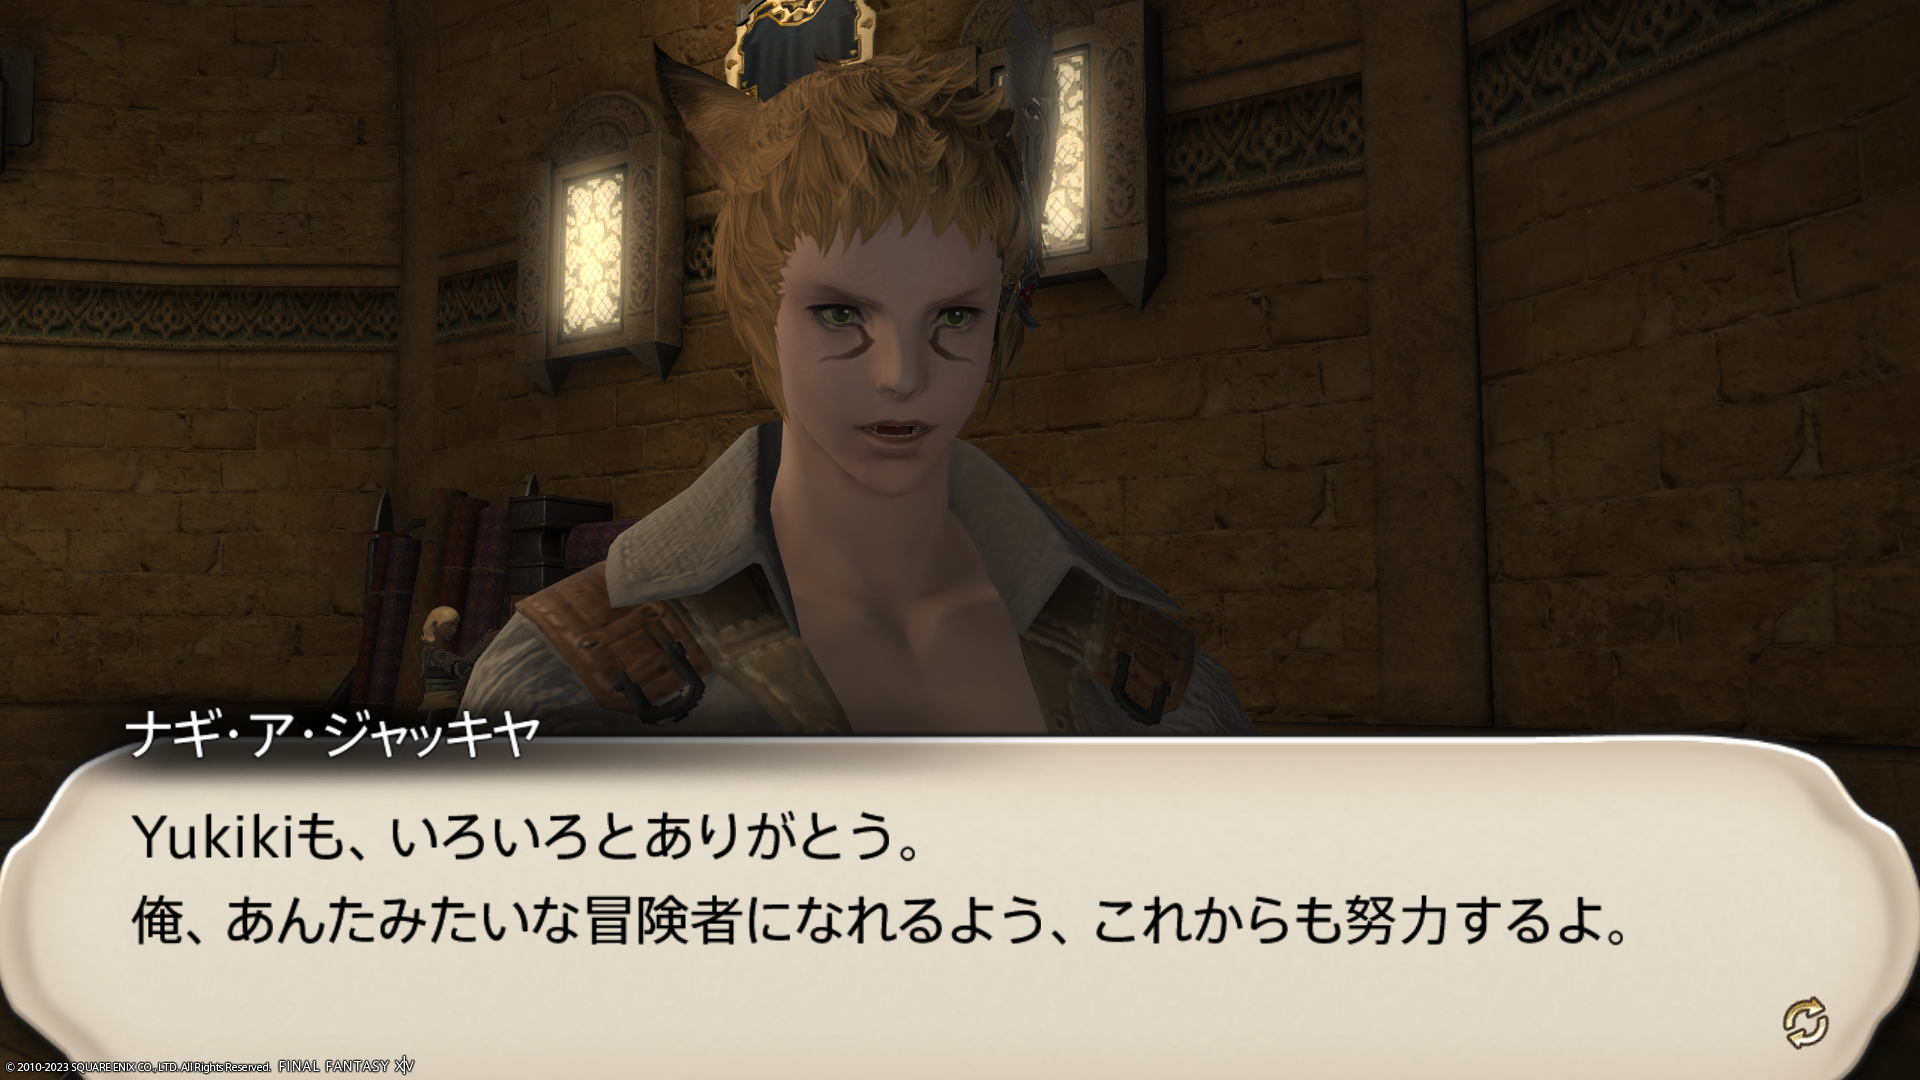 ナギ・ア・ジャッキヤ
Yukikiも、いろいろとありがとう。
俺、あんたみたいな冒険者になれるよう、これからも努力するよ。
© 2010-2023 SQUARE ENIX CO., LTD. All Rights Reserved. FINAL FANTASY XIV